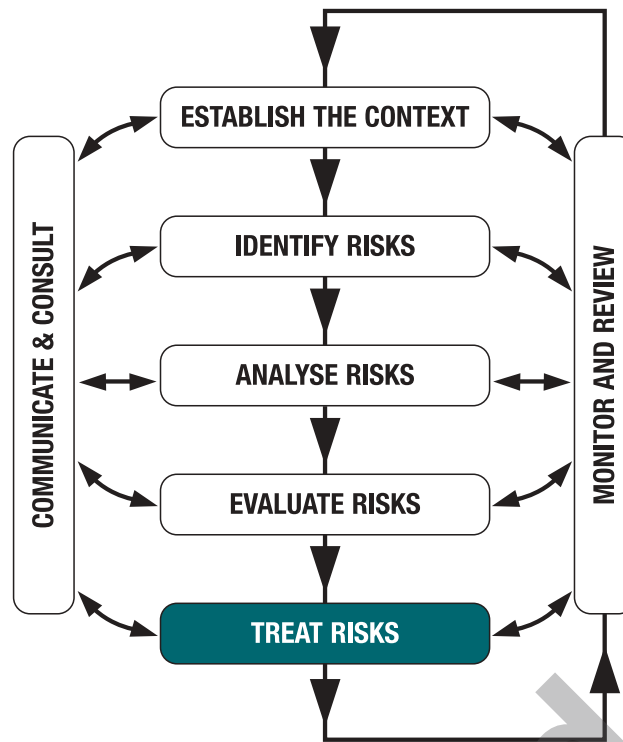 ESTABLISH THE CONTEXT
IDENTIFY RISKS
ANALYSE RISKS
EVALUATE RISKS
TREAT RISKS
COMMUNICATE & CONSULT
MONITOR AND REVIEW